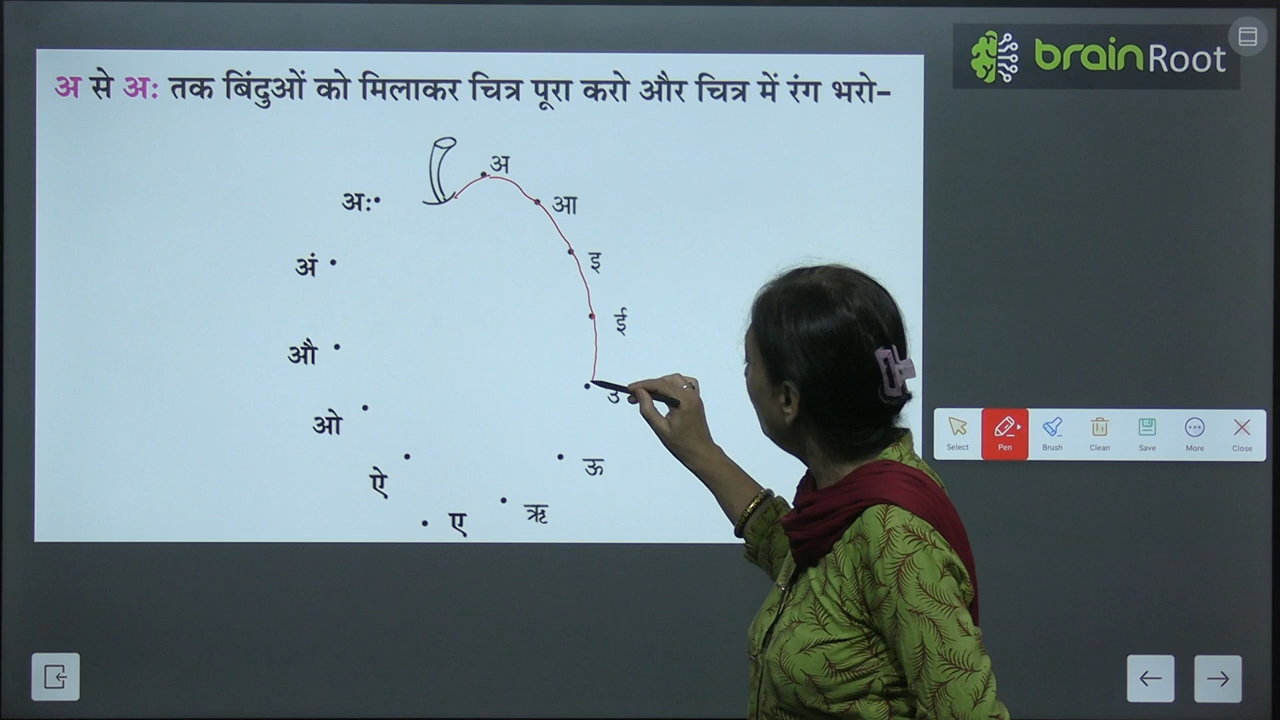 brainRoot
अ से अः तक बिंदुओं को मिलाकर चित्र पूरा करो और चित्र में रंग भरो-
अ
अः
आ
अं
इ
ई
औ
उ
ओ
ऊ
ऐ
ऋ
ए
Select
Pen
Brush
Clean
Save
More
Close